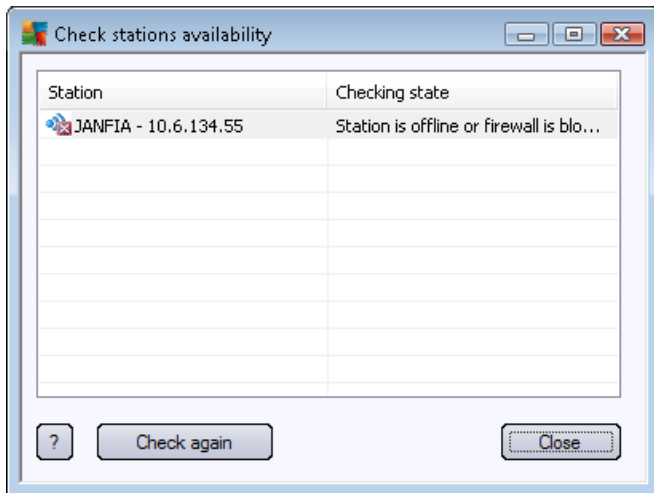 Check stations availability
Station Checking state
JANFIA - 10.6.134.55 Station is offline or firewall is blo...
? Check again Close